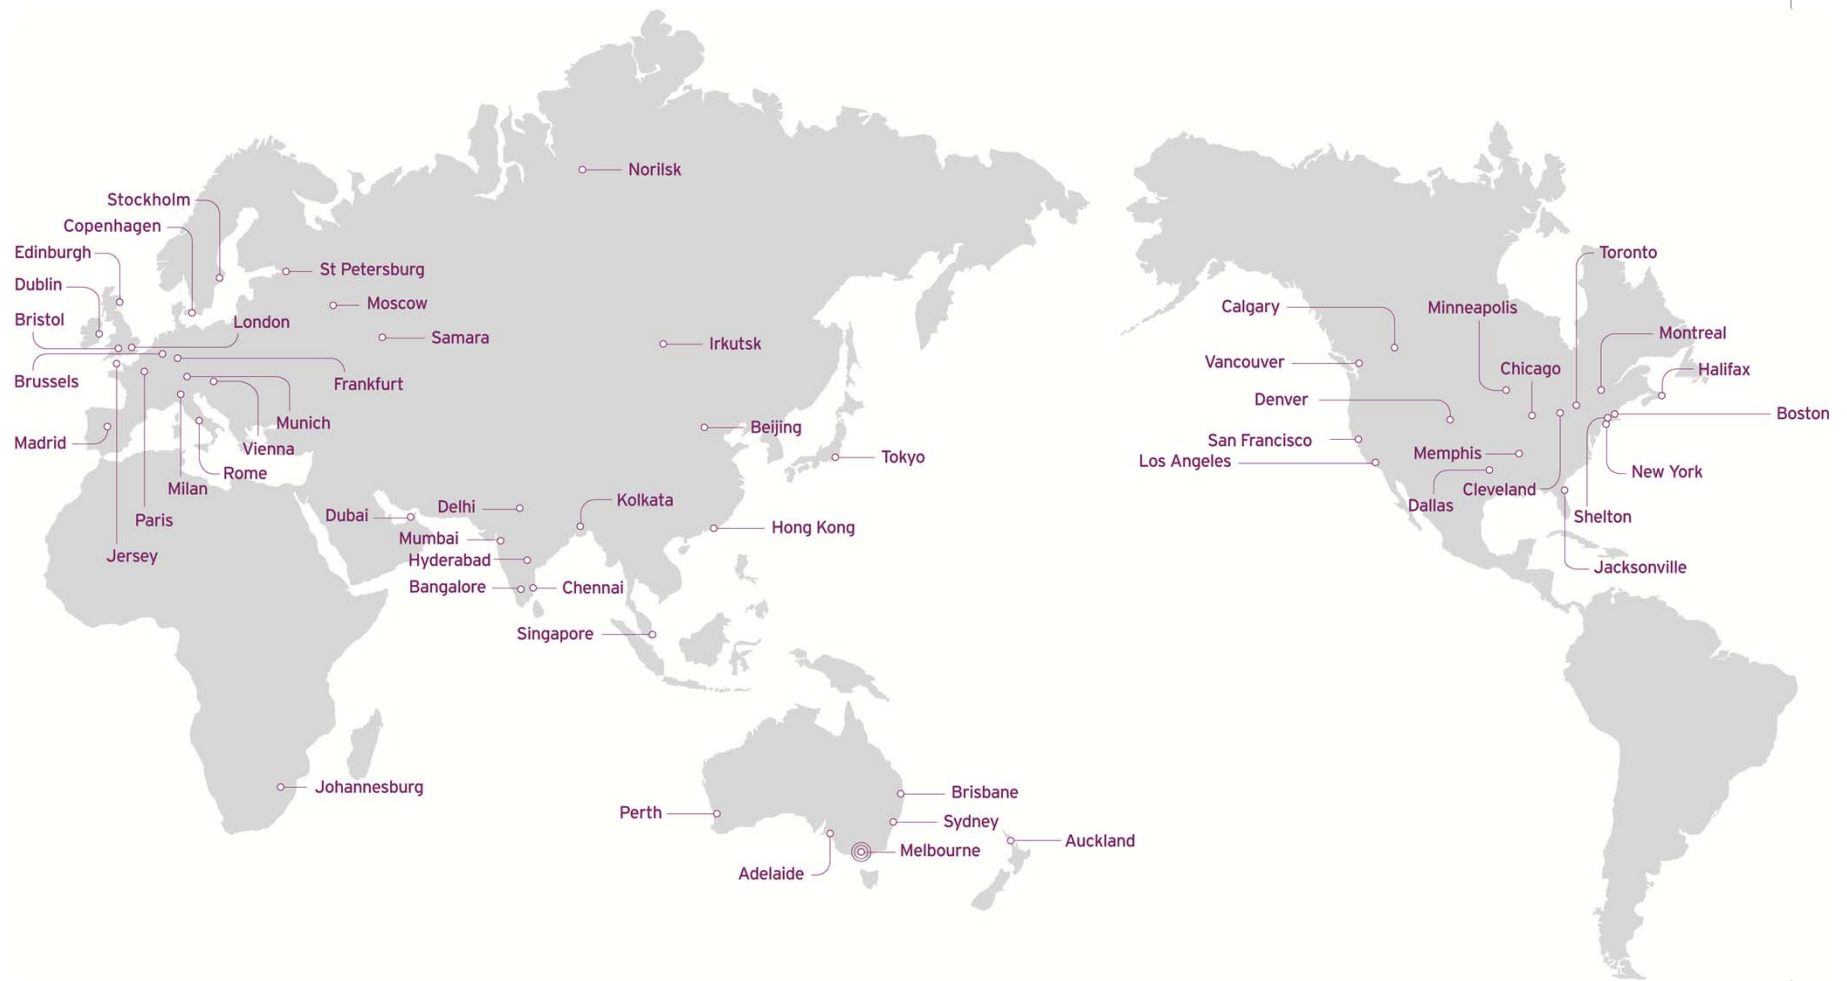 Norilsk
Stockholm
Copenhagen
Edinburgh
St Petersburg
Dublin
Moscow
Bristol
London
Samara
Irkutsk
Brussels
Frankfurt
Munich
Madrid
Vienna
Rome
Milan
Paris
Jersey
Beijing
Tokyo
Delhi
Kolkata
Dubai
Hong Kong
Mumbai
Hyderabad
Bangalore
Chennai
Singapore
Johannesburg
Perth
Brisbane
Sydney
Melbourne
Adelaide
Auckland
Toronto
Calgary
Minneapolis
Montreal
Vancouver
Chicago
Halifax
Denver
Boston
San Francisco
Memphis
Los Angeles
New York
Cleveland
Dallas
Shelton
Jacksonville